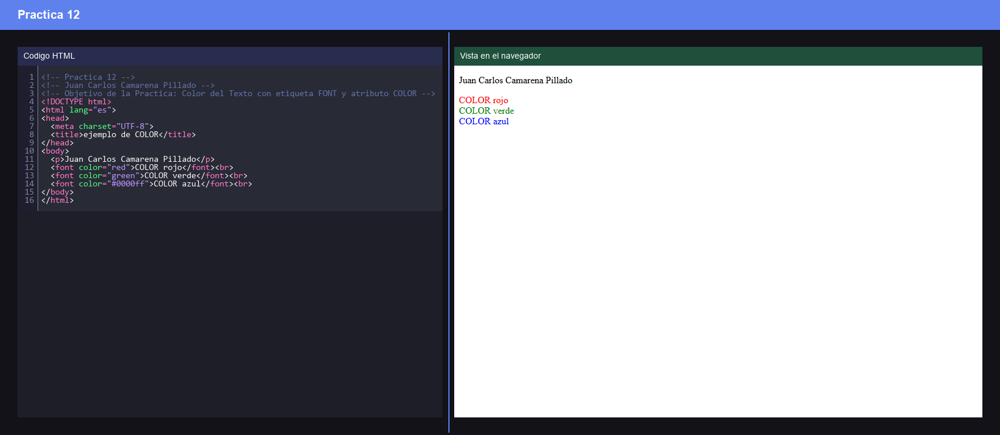 Practica 12
Codigo HTML
1 <!-- Practica 12 -->
2 <!-- Juan Carlos Camarena Pillado -->
3 <!-- Objetivo de la Practica: Color del Texto con etiqueta FONT y atributo COLOR -->
4 <!DOCTYPE html>
5 <html lang="es">
6 <head>
7   <meta charset="UTF-8">
8   <title>ejemplo de COLOR</title>
9 </head>
10 <body>
11   <p>Juan Carlos Camarena Pillado</p>
12   <font color="red">COLOR rojo</font><br>
13   <font color="green">COLOR verde</font><br>
14   <font color="#0000ff">COLOR azul</font><br>
15 </body>
16 </html>
Vista en el navegador
Juan Carlos Camarena Pillado
COLOR rojo
COLOR verde
COLOR azul